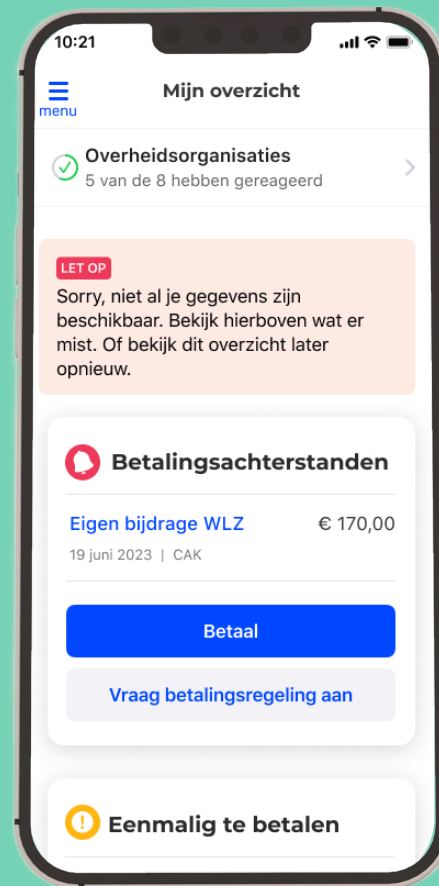 10:21
menu
Mijn overzicht
Overheidsorganisaties
5 van de 8 hebben gereageerd
LET OP
Sorry, niet al je gegevens zijn
beschikbaar. Bekijk hierboven wat er
mist. Of bekijk dit overzicht later
opnieuw.
Betalingsachterstanden
Eigen bijdrage WLZ € 170,00
19 juni 2023 | CAK
Betaal
Vraag betalingsregeling aan
Eenmalig te betalen